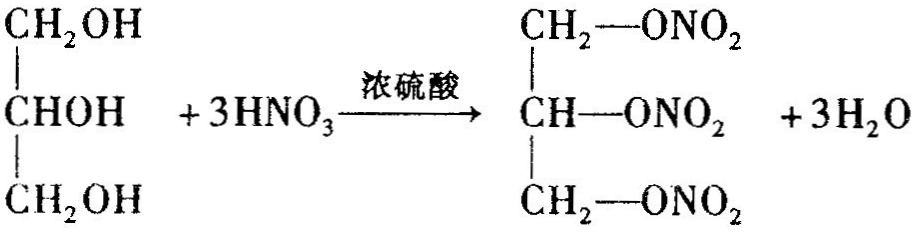 CH₂OH CH₂—ONO₂
CHOH +3HNO₃ 浓硫酸 CH—ONO₂ +3H₂O
CH₂OH CH₂—ONO₂